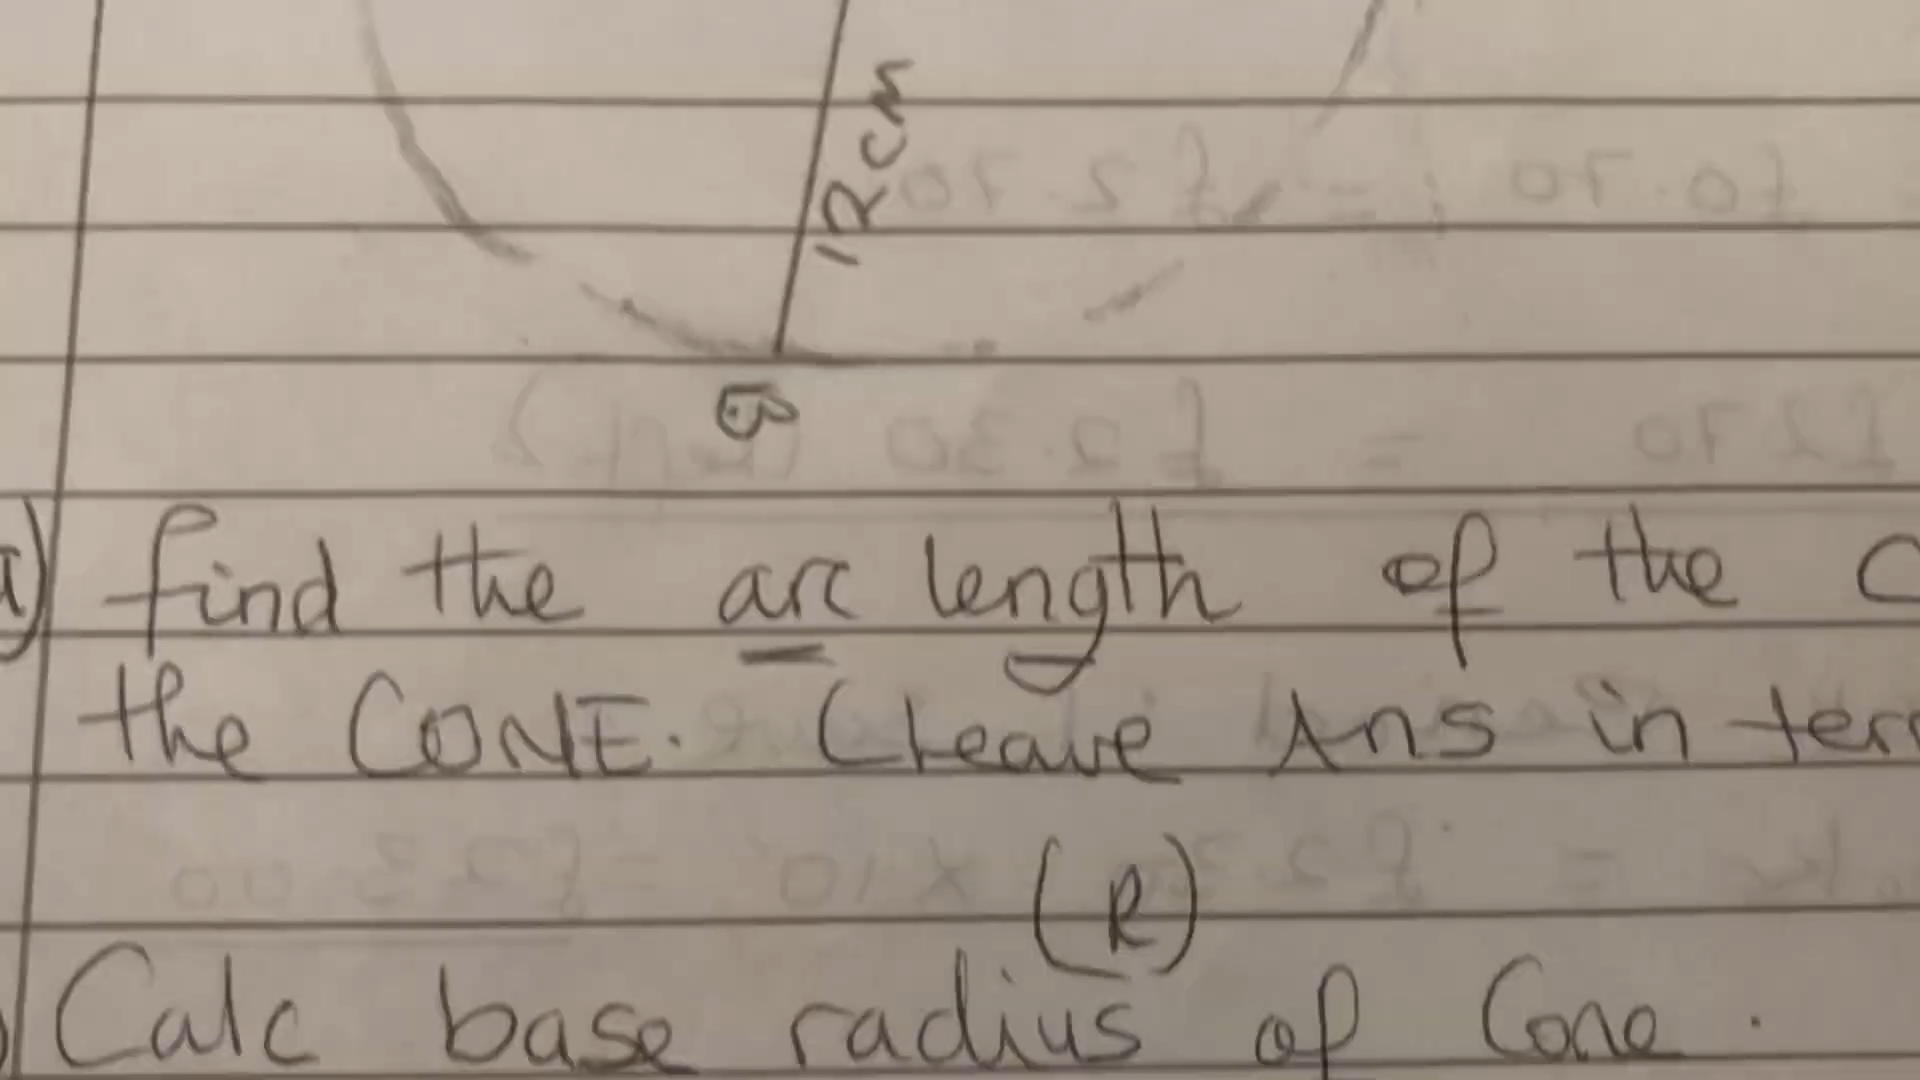 12cm
B
a) find the arc length of the C
the CONE. (leave Ans in ter
(R)
Calc base radius of Cone.